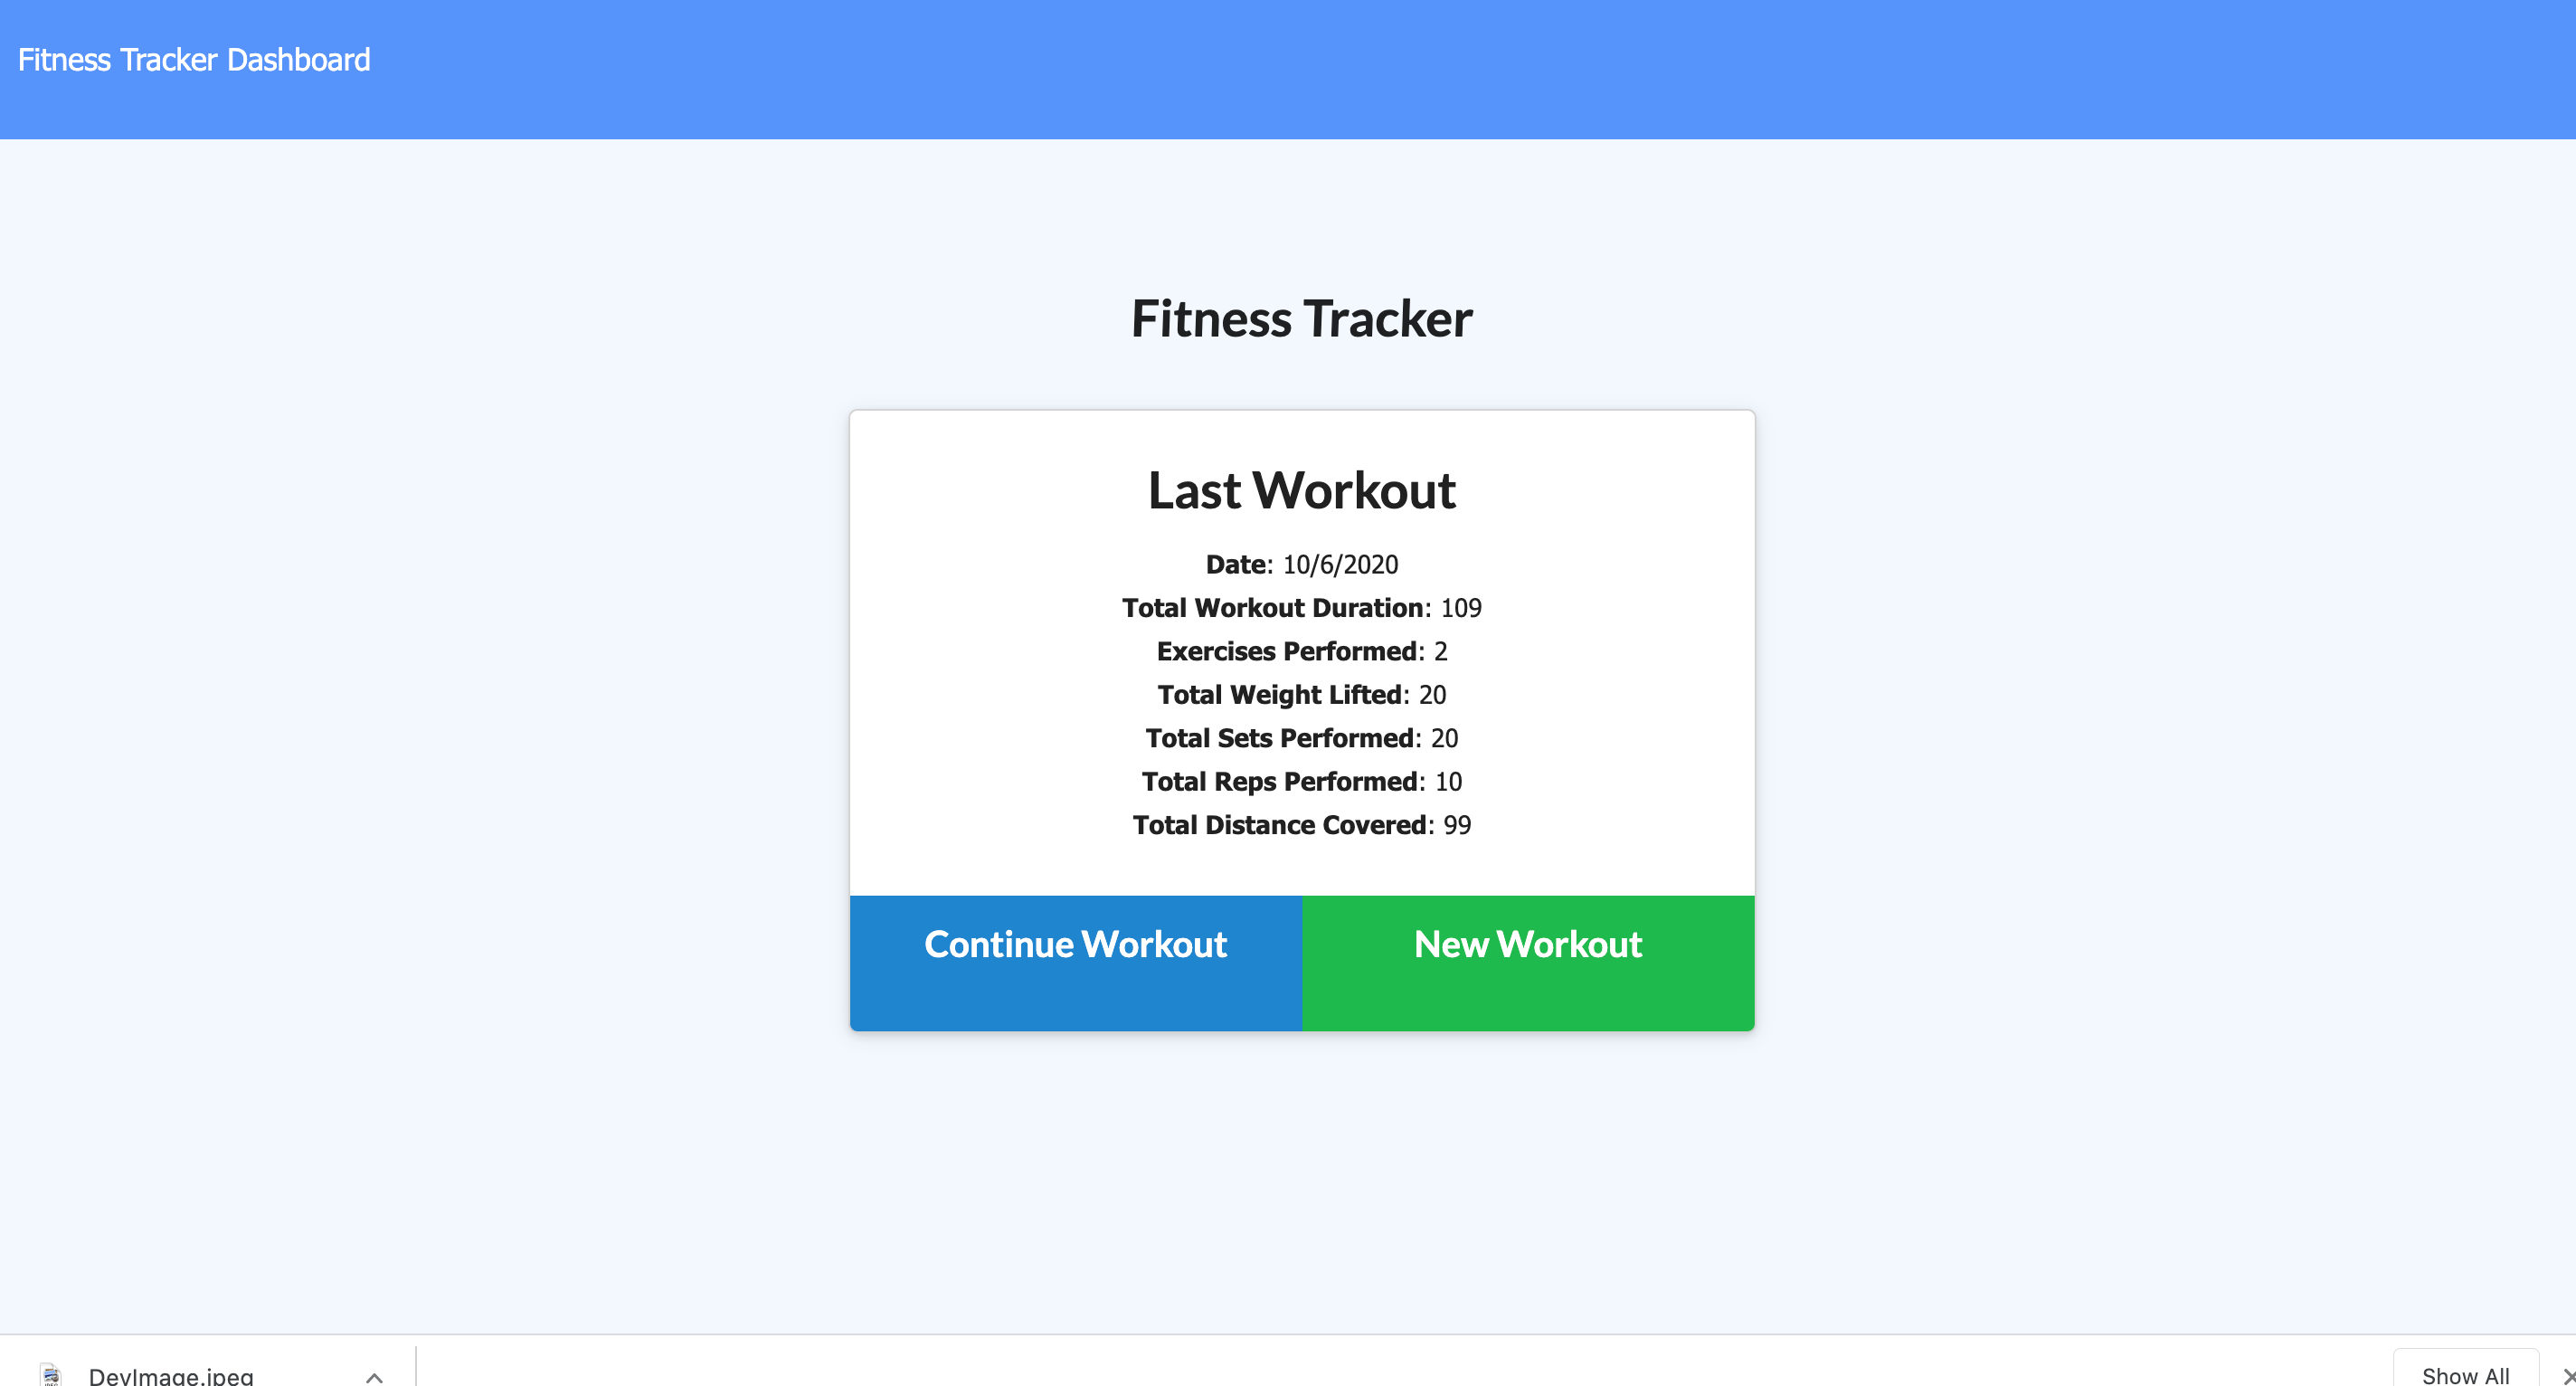 Fitness Tracker Dashboard
Fitness Tracker
Last Workout
Date: 10/6/2020
Total Workout Duration: 109
Exercises Performed: 2
Total Weight Lifted: 20
Total Sets Performed: 20
Total Reps Performed: 10
Total Distance Covered: 99
Continue Workout
New Workout
DevImage.jpeg
Show All